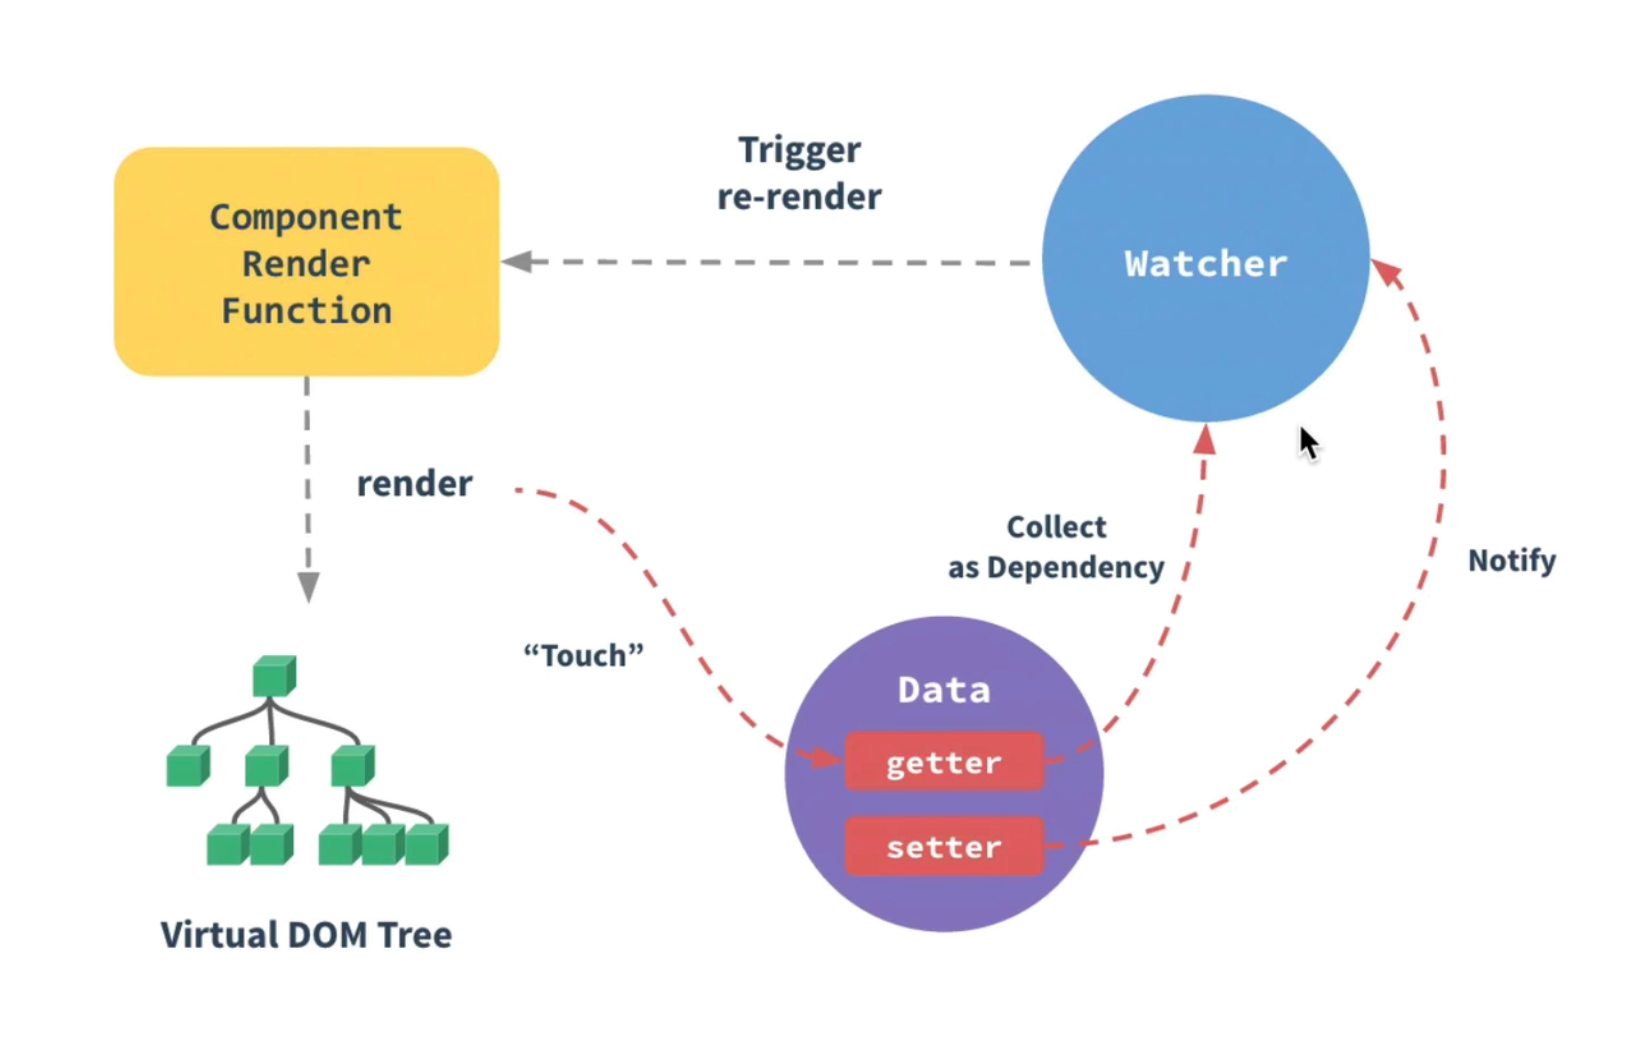 Trigger
re-render
Component
Render
Function
Watcher
render
Collect
as Dependency
Notify
“Touch”
Data
getter
setter
Virtual DOM Tree